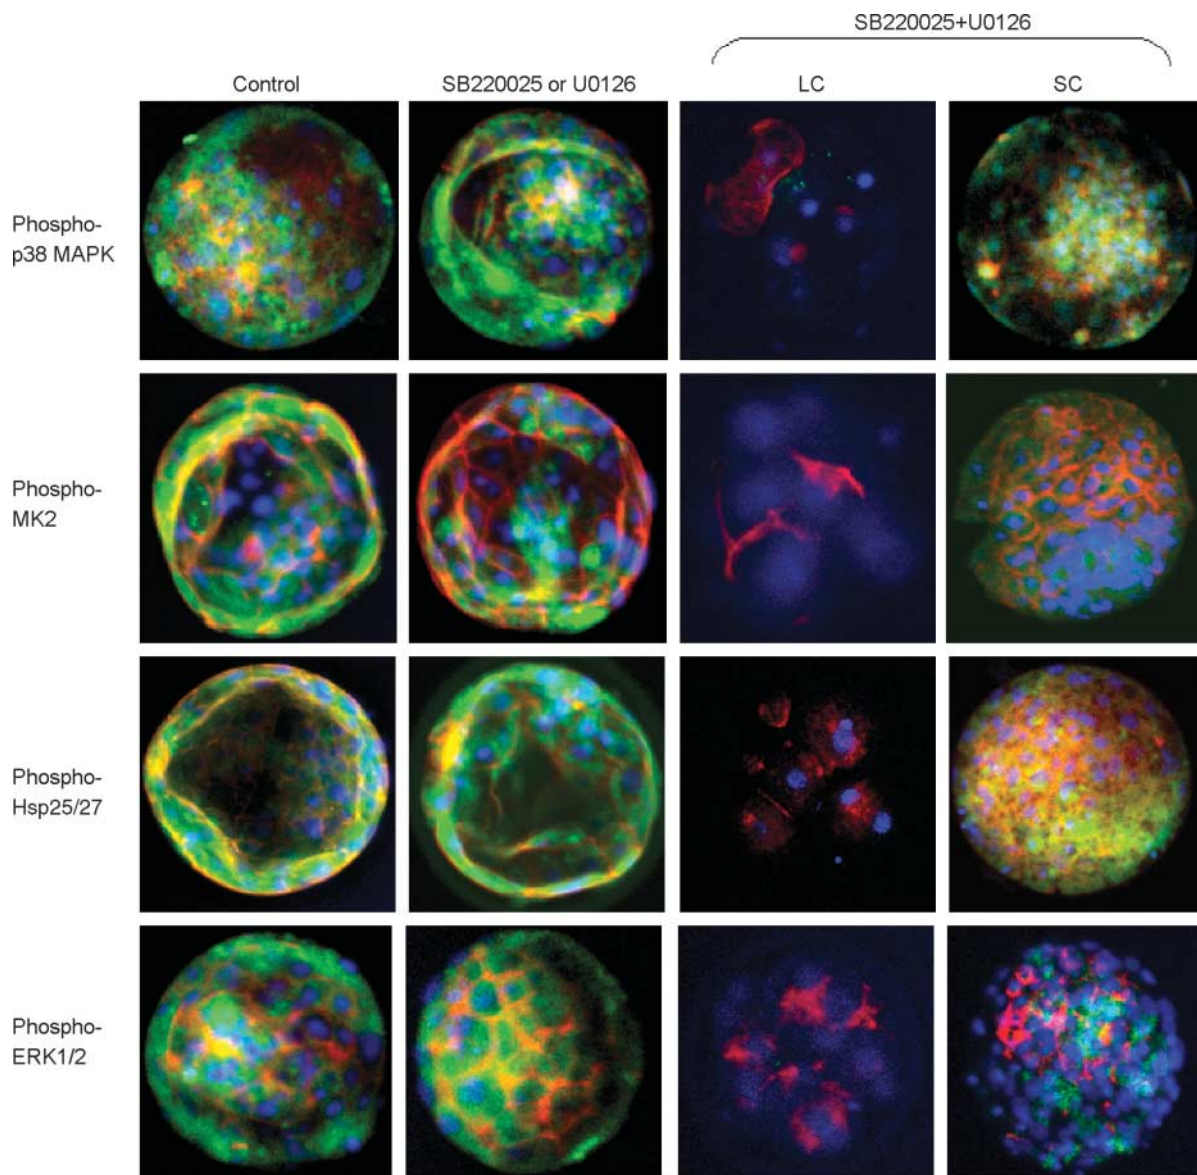 SB220025+U0126
Control
SB220025 or U0126
LC
SC
Phospho-
p38 MAPK
Phospho-
MK2
Phospho-
Hsp25/27
Phospho-
ERK1/2